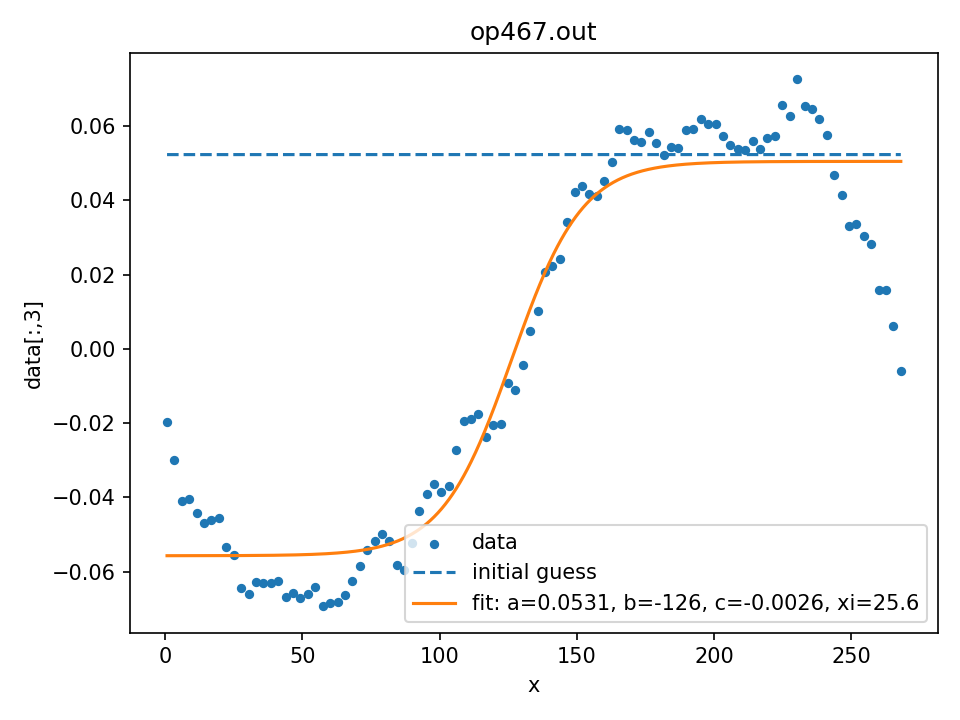 op467.out
data[:,3]
0.06
0.04
0.02
0.00
−0.02
−0.04
−0.06
data
initial guess
fit: a=0.0531, b=-126, c=-0.0026, xi=25.6
0 50 100 150 200 250
x